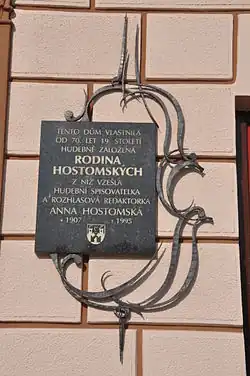 TENTO DŮM VLASTNILA
OD 70. LET 19. STOLETÍ
HUDEBNĚ ZALOŽENÁ
RODINA
HOSTOMSKÝCH
Z NÍŽ VZEŠLA
HUDEBNÍ SPISOVATELKA
A ROZHLASOVÁ REDAKTORKA
ANNA HOSTOMSKÁ
* 1907 † 1995